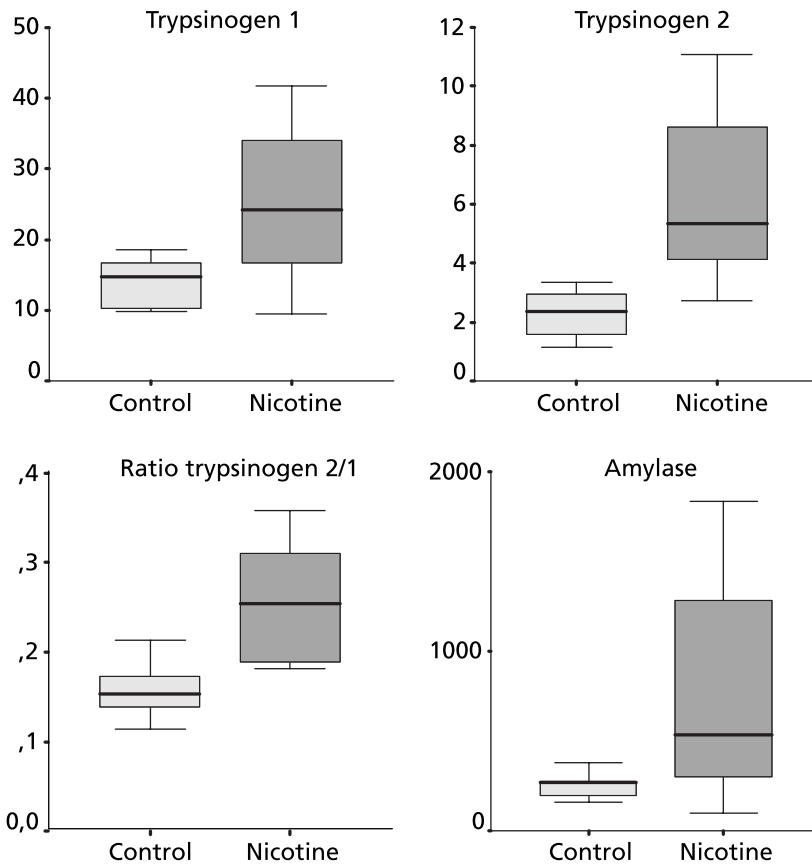 Trypsinogen 1
50
40
30
20
10
0
Control Nicotine
Trypsinogen 2
12
10
8
6
4
2
0
Control Nicotine
Ratio trypsinogen 2/1
,4
,3
,2
,1
0,0
Control Nicotine
Amylase
2000
1000
0
Control Nicotine